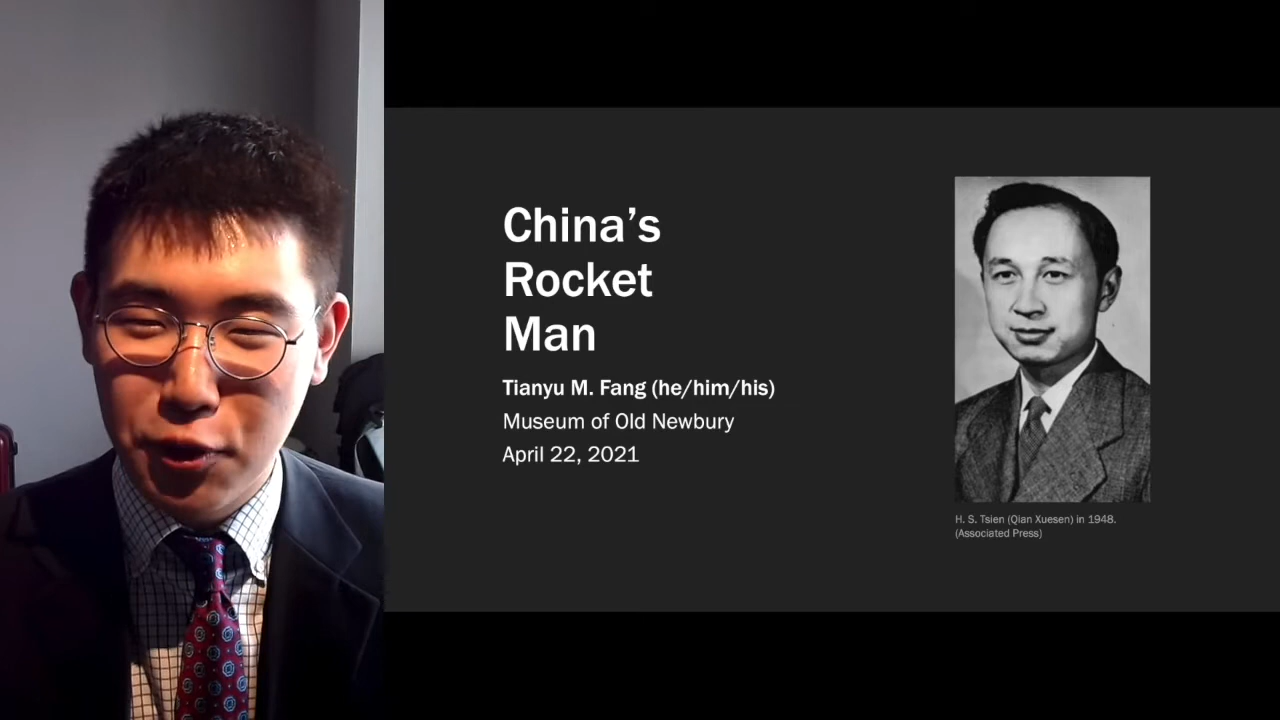 China’s
Rocket
Man
Tianyu M. Fang (he/him/his)
Museum of Old Newbury
April 22, 2021
H. S. Tsien (Qian Xuesen) in 1948.
(Associated Press)